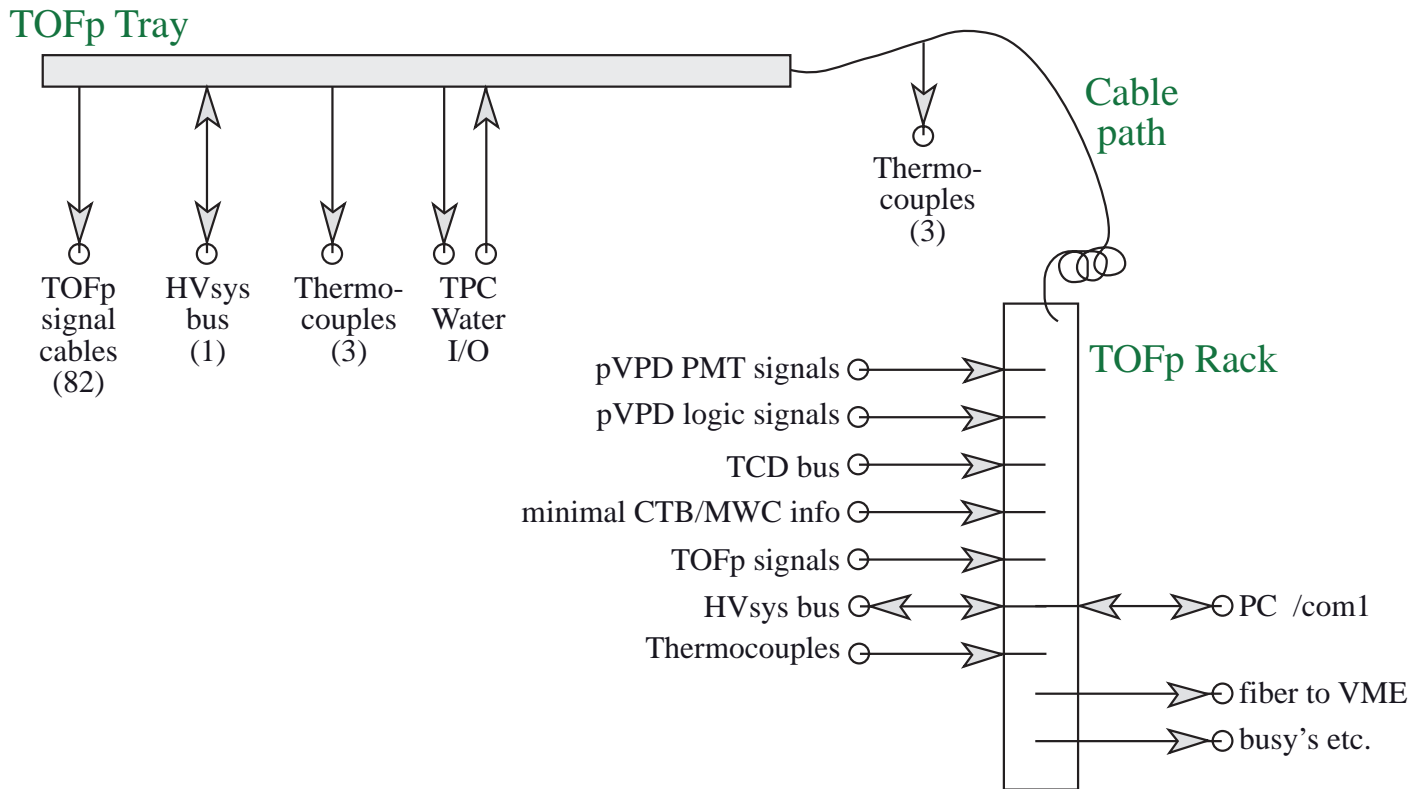 TOFp Tray
Cable
path
Thermo-
couples
(3)
TOFp
signal
cables
(82)
HVsys
bus
(1)
Thermo-
couples
(3)
TPC
Water
I/O
TOFp Rack
pVPD PMT signals
pVPD logic signals
TCD bus
minimal CTB/MWC info
TOFp signals
HVsys bus
PC /com1
Thermocouples
fiber to VME
busy's etc.